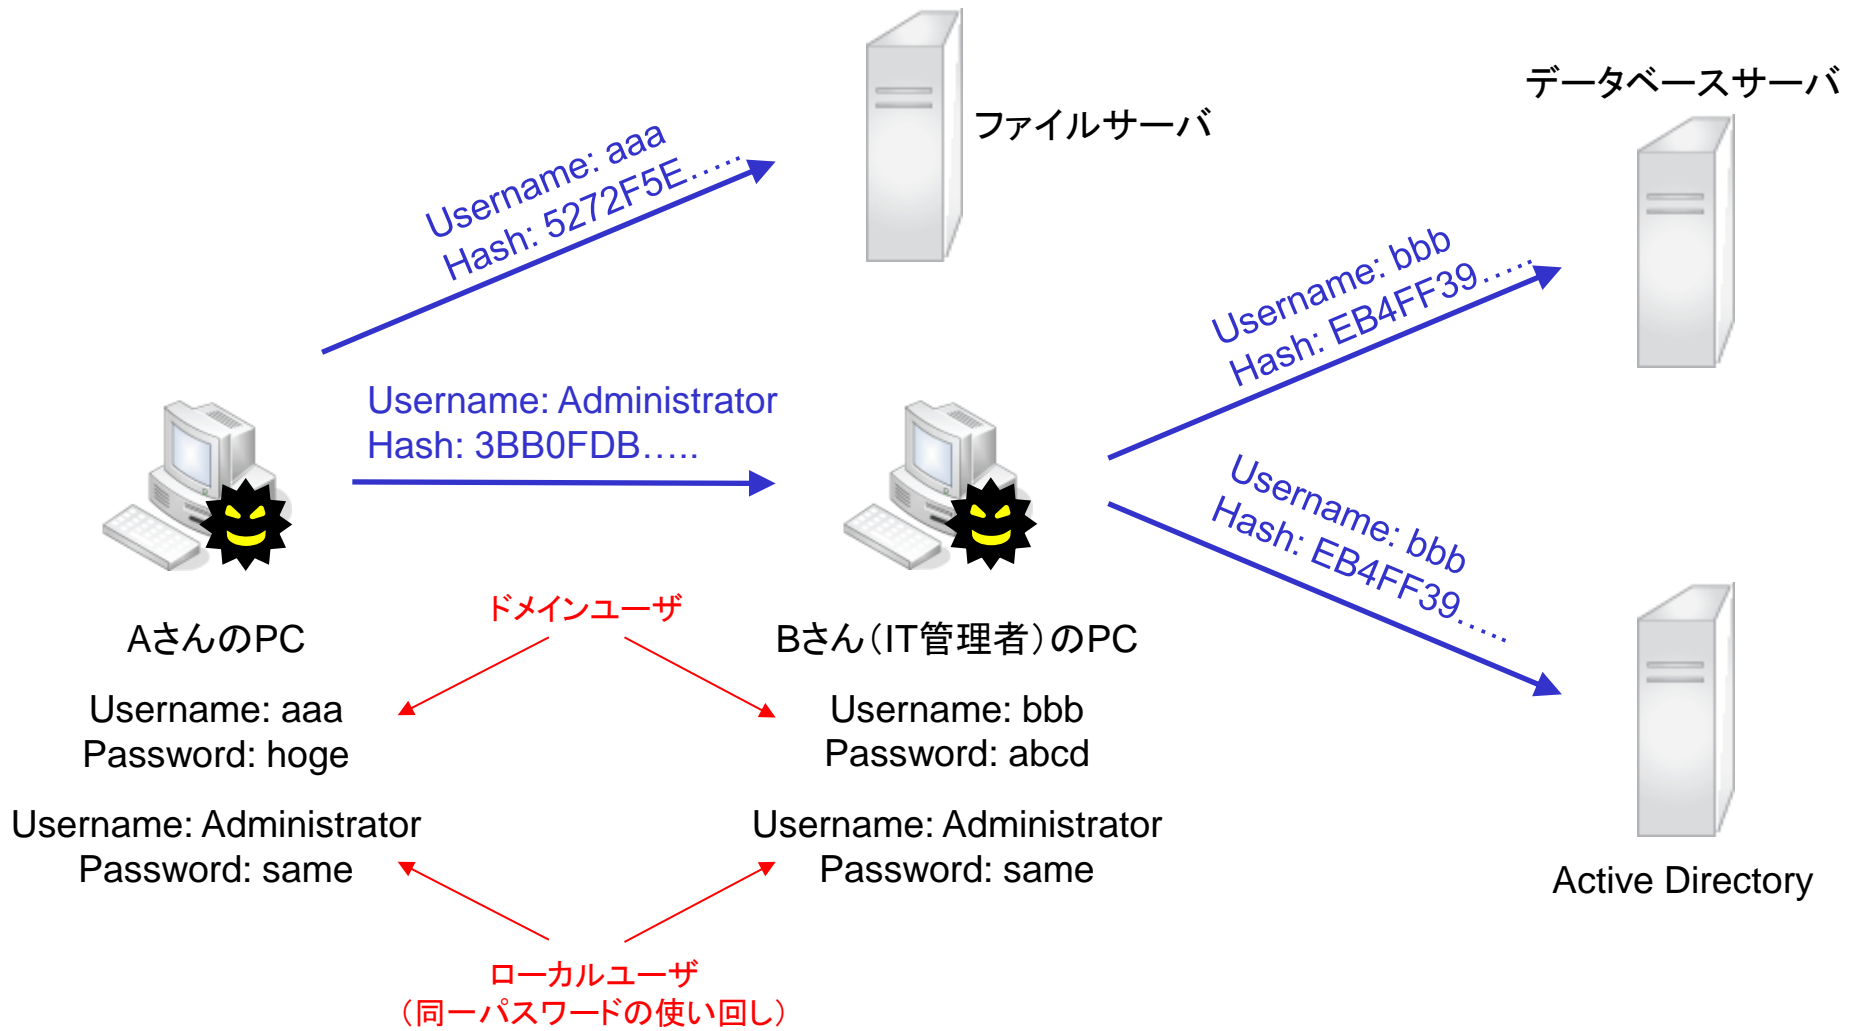 ファイルサーバ
データベースサーバ
Username: aaa
Hash: 5272F5E…..
Username: bbb
Hash: EB4FF39…..
Username: Administrator
Hash: 3BB0FDB…..
Username: bbb
Hash: EB4FF39…..
ドメインユーザ
AさんのPC
Bさん（IT管理者）のPC
Username: aaa
Password: hoge
Username: bbb
Password: abcd
Username: Administrator
Password: same
Username: Administrator
Password: same
Active Directory
ローカルユーザ
（同一パスワードの使い回し）